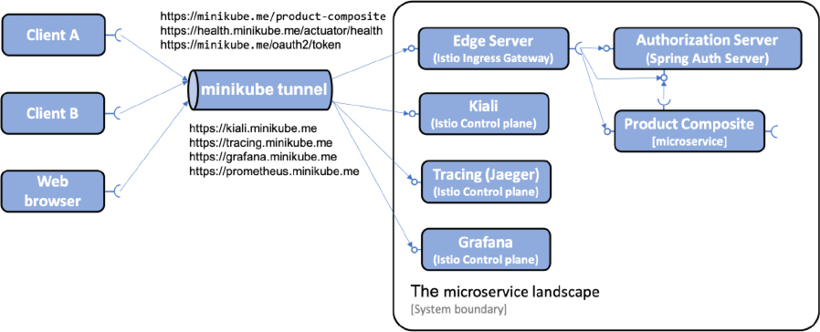 https://minikube.me/product-composite
https://health.minikube.me/actuator/health
https://minikube.me/oauth2/token
Client A
Client B
Web
browser
minikube tunnel
https://kiali.minikube.me
https://tracing.minikube.me
https://grafana.minikube.me
https://prometheus.minikube.me
Edge Server
(Istio Ingress Gateway)
Authorization Server
(Spring Auth Server)
Kiali
(Istio Control plane)
Product Composite
[microservice]
Tracing (Jaeger)
(Istio Control plane)
Grafana
(Istio Control plane)
The microservice landscape
[System boundary]